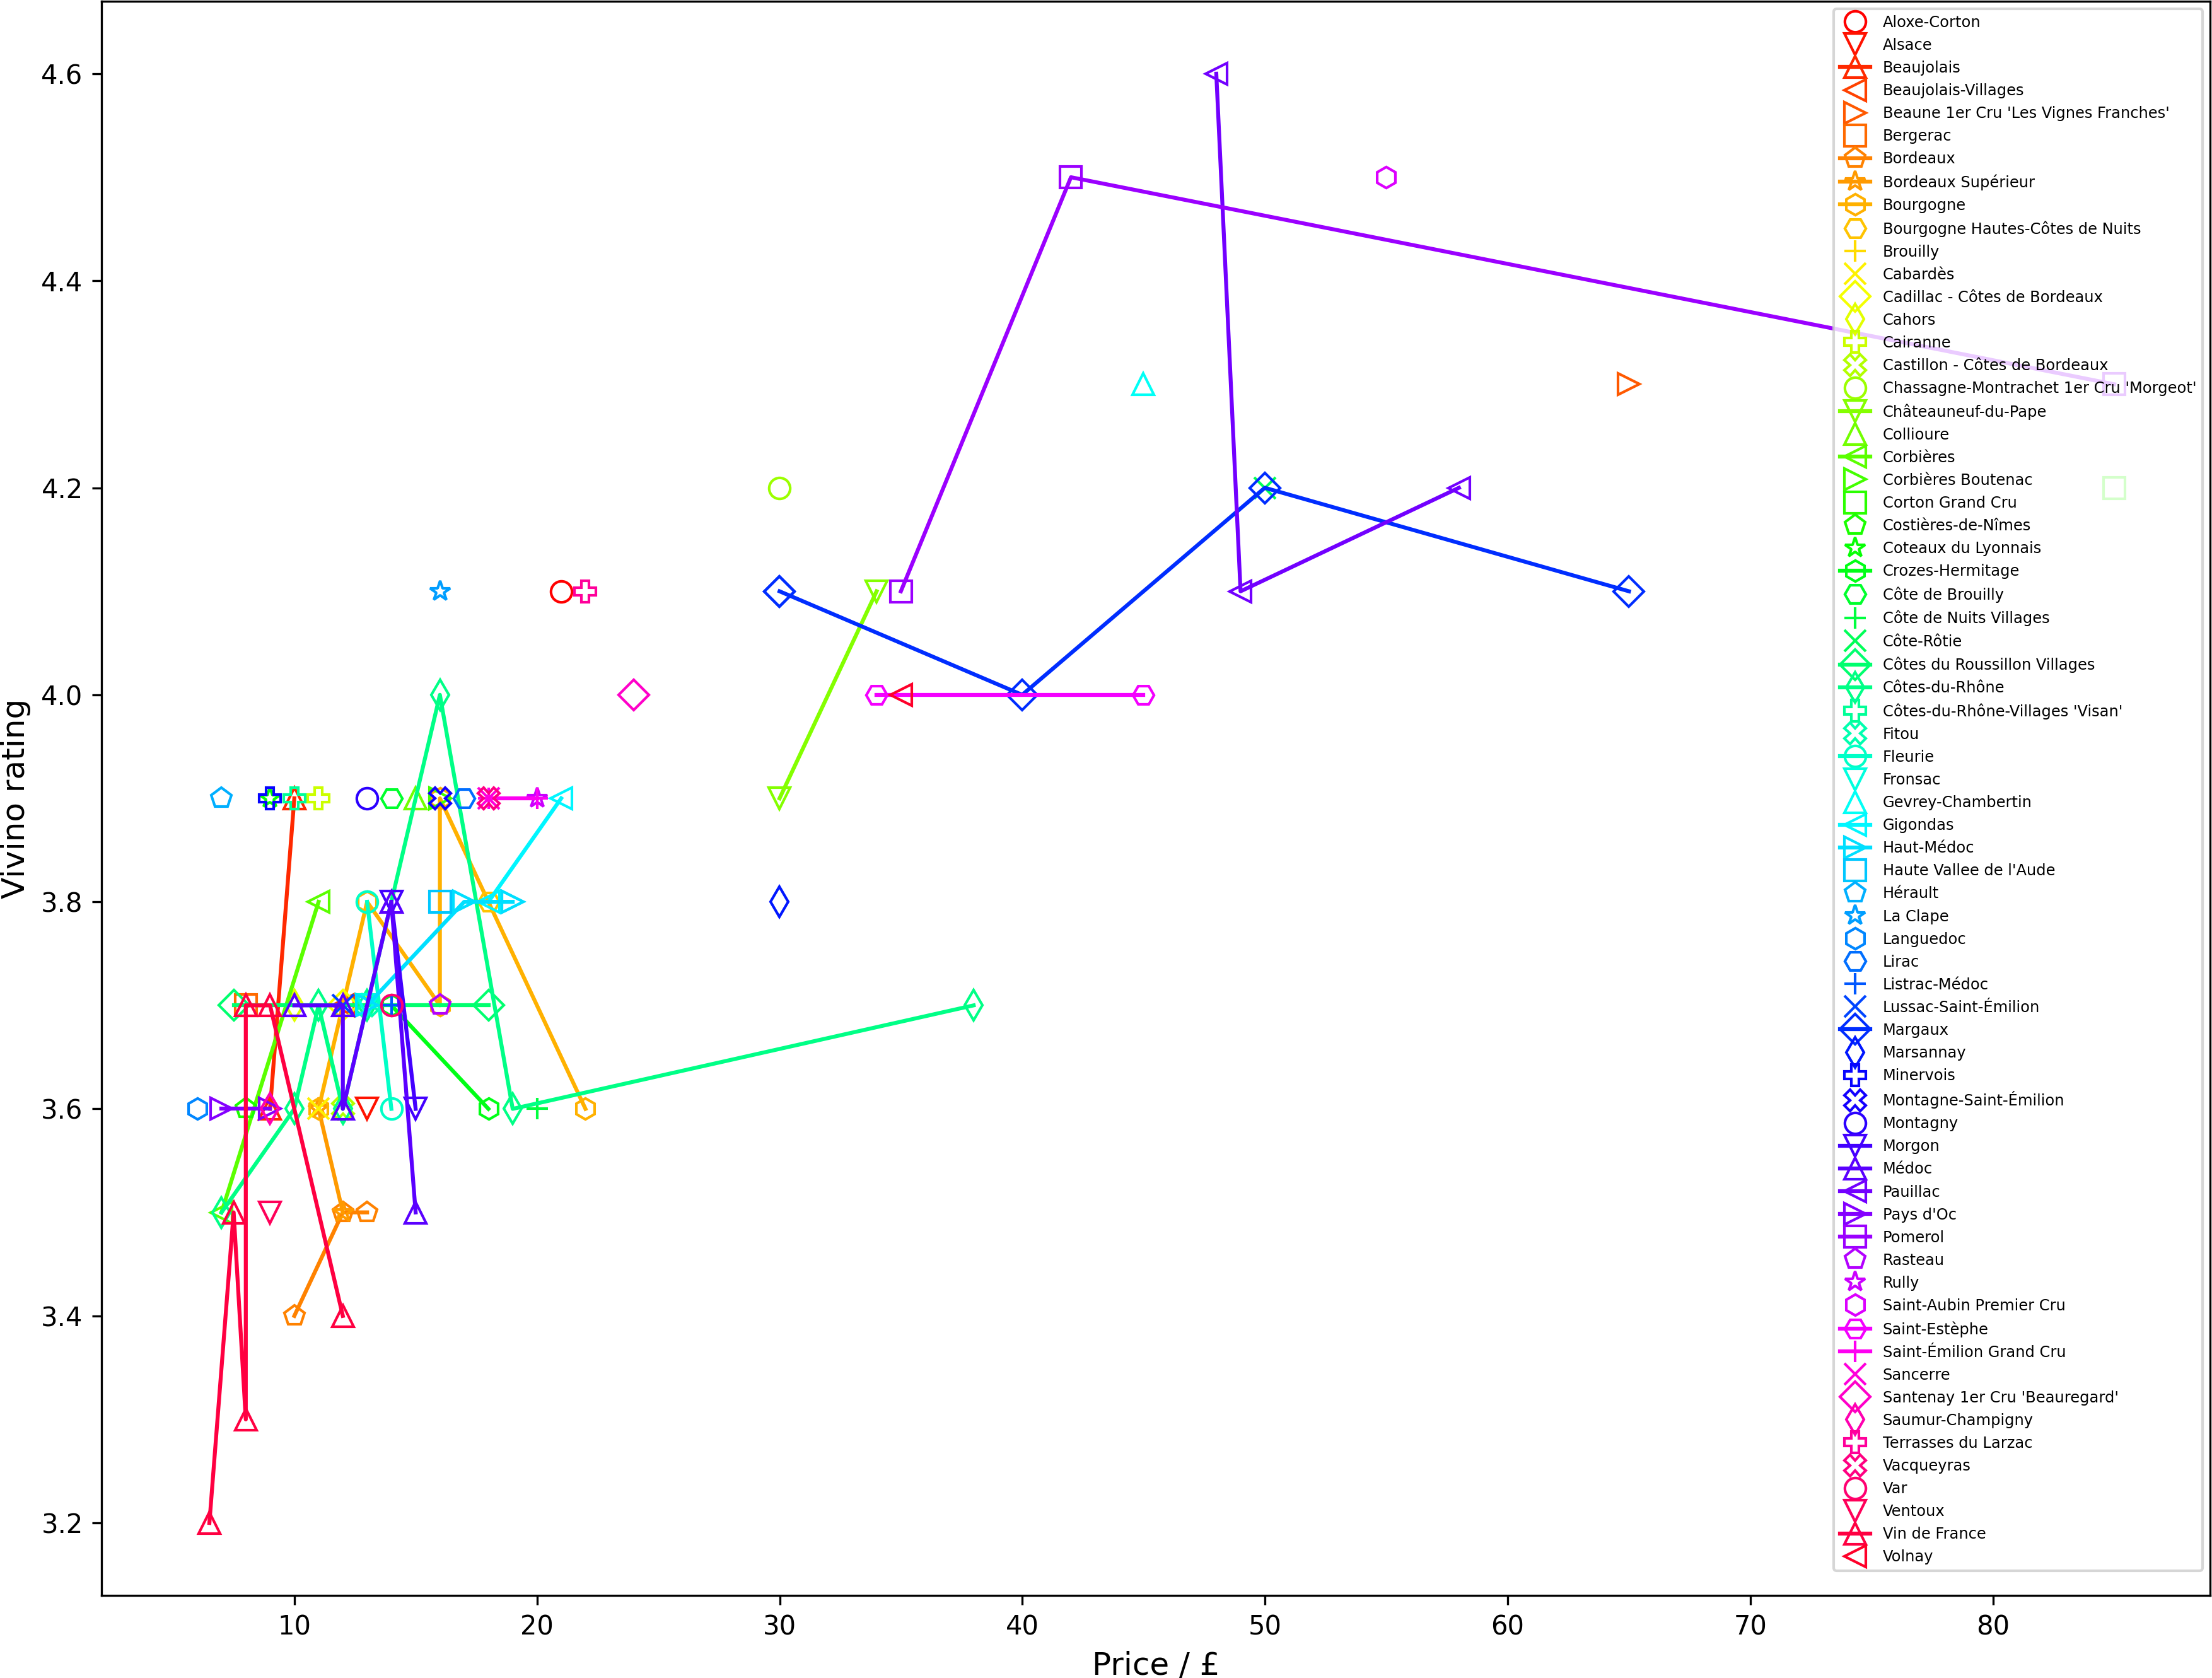 Vivino rating
4.6
4.4
4.2
4.0
3.8
3.6
3.4
3.2
10 20 30 40 50 60 70 80
Price / £
Aloxe-Corton
Alsace
Beaujolais
Beaujolais-Villages
Beaune 1er Cru 'Les Vignes Franches'
Bergerac
Bordeaux
Bordeaux Supérieur
Bourgogne
Bourgogne Hautes-Côtes de Nuits
Brouilly
Cabardès
Cadillac - Côtes de Bordeaux
Cahors
Cairanne
Castillon - Côtes de Bordeaux
Chassagne-Montrachet 1er Cru 'Morgeot'
Châteauneuf-du-Pape
Collioure
Corbières
Corbières Boutenac
Corton Grand Cru
Costières-de-Nîmes
Coteaux du Lyonnais
Crozes-Hermitage
Côte de Brouilly
Côte de Nuits Villages
Côte-Rôtie
Côtes du Roussillon Villages
Côtes-du-Rhône
Côtes-du-Rhône-Villages 'Visan'
Fitou
Fleurie
Fronsac
Gevrey-Chambertin
Gigondas
Haut-Médoc
Haute Vallee de l'Aude
Hérault
La Clape
Languedoc
Lirac
Listrac-Médoc
Lussac-Saint-Émilion
Margaux
Marsannay
Minervois
Montagne-Saint-Émilion
Montagny
Morgon
Médoc
Pauillac
Pays d'Oc
Pomerol
Rasteau
Rully
Saint-Aubin Premier Cru
Saint-Estèphe
Saint-Émilion Grand Cru
Sancerre
Santenay 1er Cru 'Beauregard'
Saumur-Champigny
Terrasses du Larzac
Vacqueyras
Var
Ventoux
Vin de France
Volnay